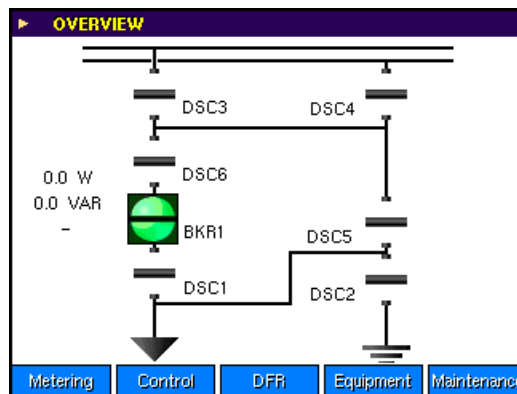 OVERVIEW
DSC3
DSC4
DSC6
0.0 W
0.0 VAR
-
BKR1
DSC5
DSC1
DSC2
Metering
Control
DFR
Equipment
Maintenance